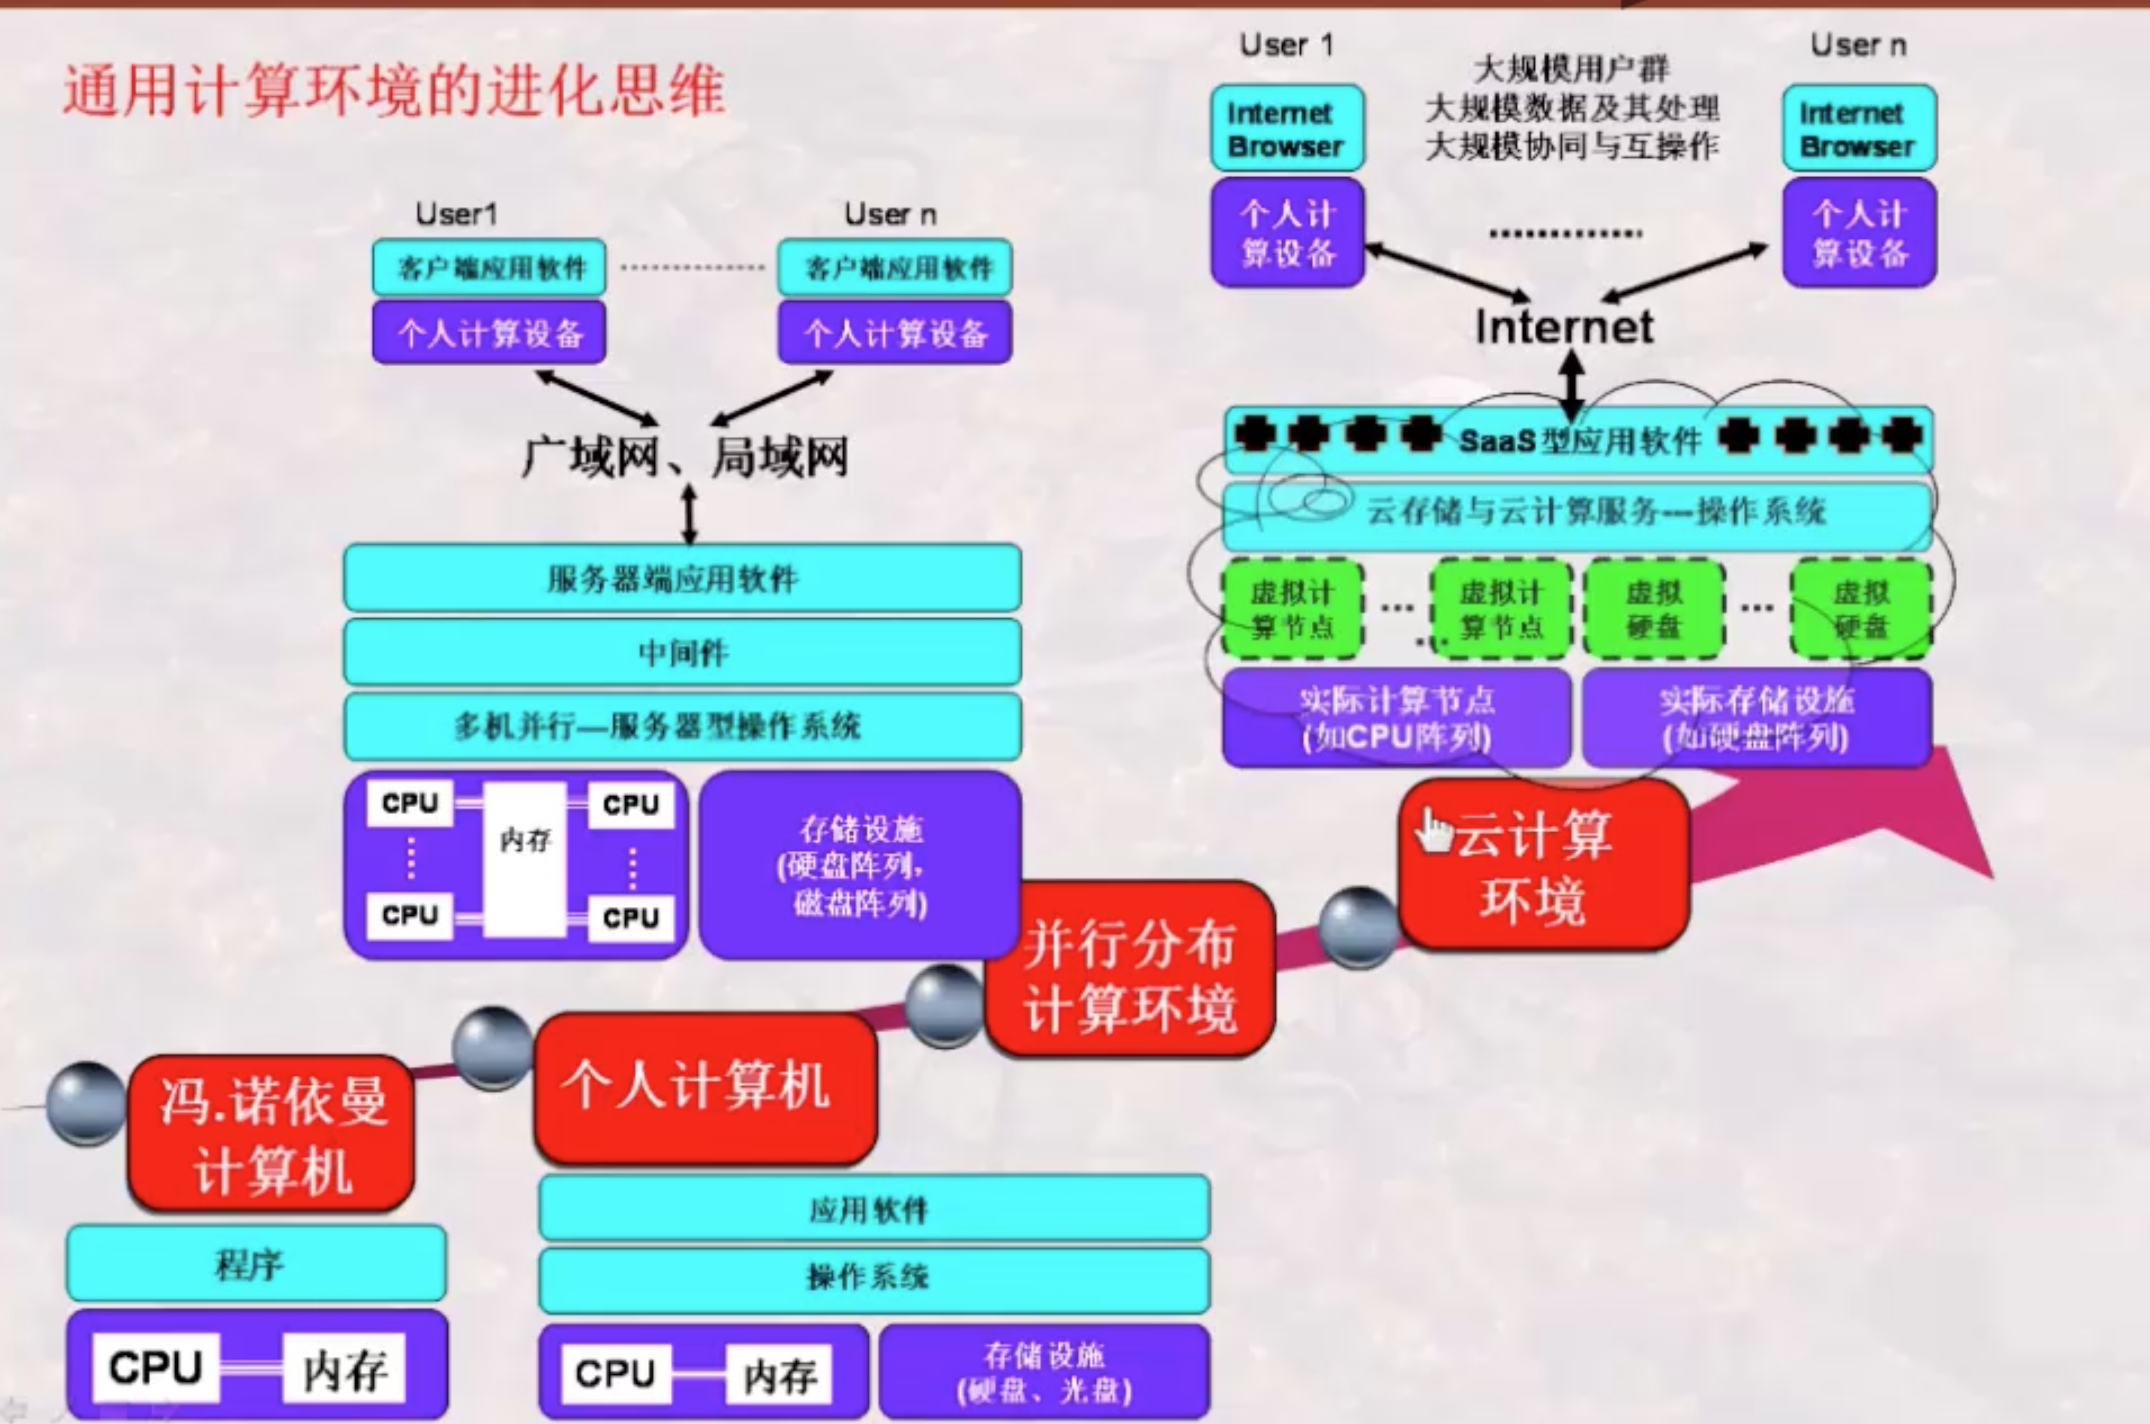 通用计算环境的进化思维
User 1
User n
大规模用户群
大规模数据及其处理
大规模协同与互操作
Internet
Browser
Internet
Browser
个人计
算设备
个人计
算设备
Internet
SaaS型应用软件
云存储与云计算服务---操作系统
虚拟计
算节点
...
虚拟计
算节点
虚拟
硬盘
...
虚拟
硬盘
实际计算节点
(如CPU阵列)
实际存储设施
(如硬盘阵列)
云计算
环境
User1
User n
客户端应用软件
客户端应用软件
个人计算设备
个人计算设备
广域网、局域网
服务器端应用软件
中间件
多机并行—服务器型操作系统
CPU
内存
CPU
CPU
CPU
存储设施
(硬盘阵列,
磁盘阵列)
并行分布
计算环境
个人计算机
应用软件
操作系统
CPU
内存
存储设施
(硬盘、光盘)
冯.诺依曼
计算机
程序
CPU
内存